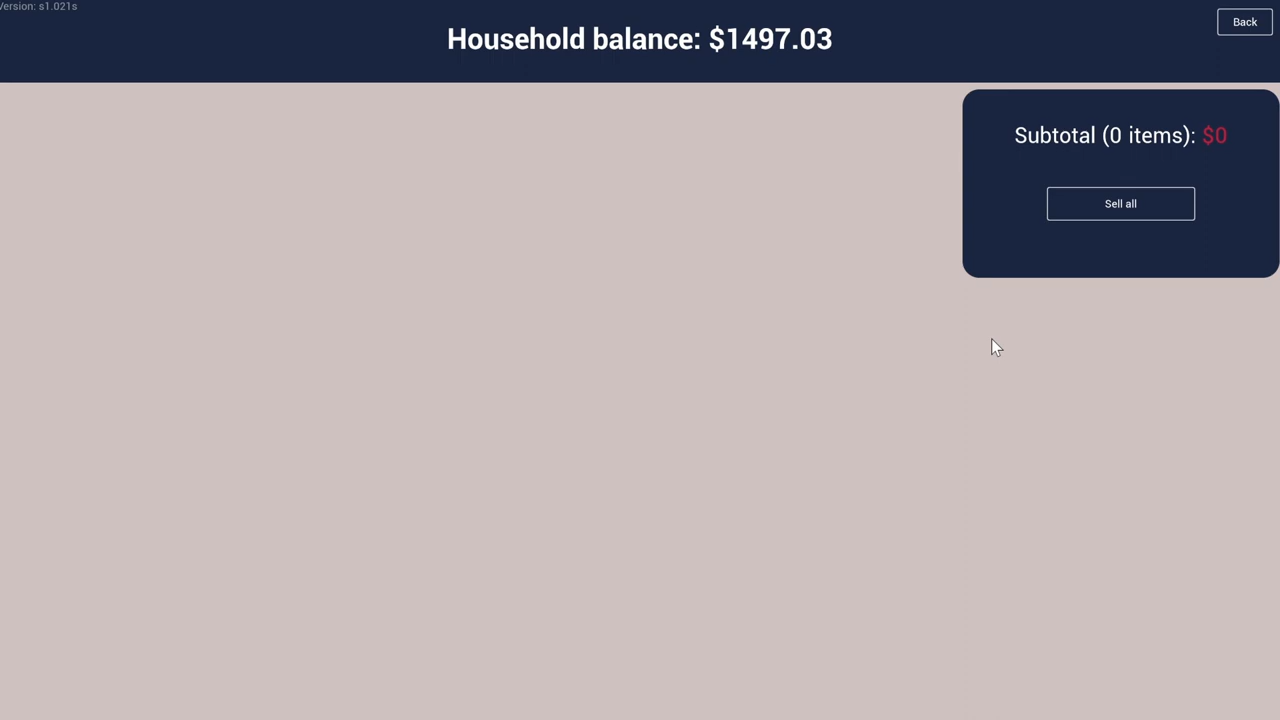 Version: s1.021s
Household balance: $1497.03
Back
Subtotal (0 items): $0
Sell all